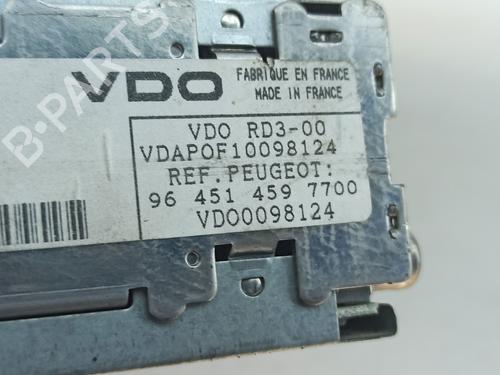 B-PARTS
VDO
FABRIQUE EN FRANCE
MADE IN FRANCE
VDO RD3-00
VDAPOF10098124
REF.PEUGEOT:
96 451 459 7700
VDO0098124